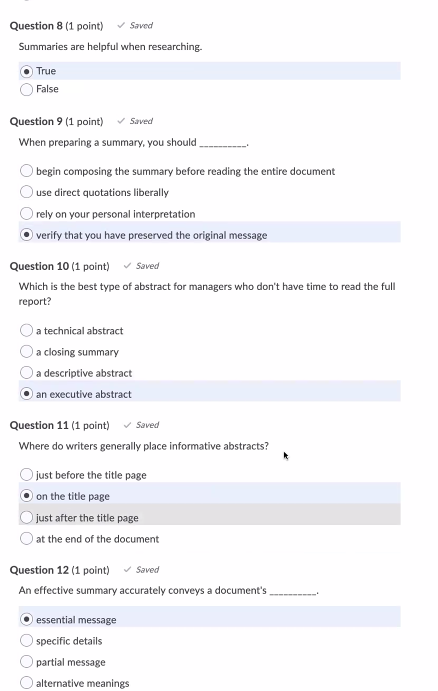 Question 8 (1 point) ✓ Saved
Summaries are helpful when researching.
True
False
Question 9 (1 point) ✓ Saved
When preparing a summary, you should __________.
begin composing the summary before reading the entire document
use direct quotations liberally
rely on your personal interpretation
verify that you have preserved the original message
Question 10 (1 point) ✓ Saved
Which is the best type of abstract for managers who don't have time to read the full
report?
a technical abstract
a closing summary
a descriptive abstract
an executive abstract
Question 11 (1 point) ✓ Saved
Where do writers generally place informative abstracts?
just before the title page
on the title page
just after the title page
at the end of the document
Question 12 (1 point) ✓ Saved
An effective summary accurately conveys a document's __________.
essential message
specific details
partial message
alternative meanings